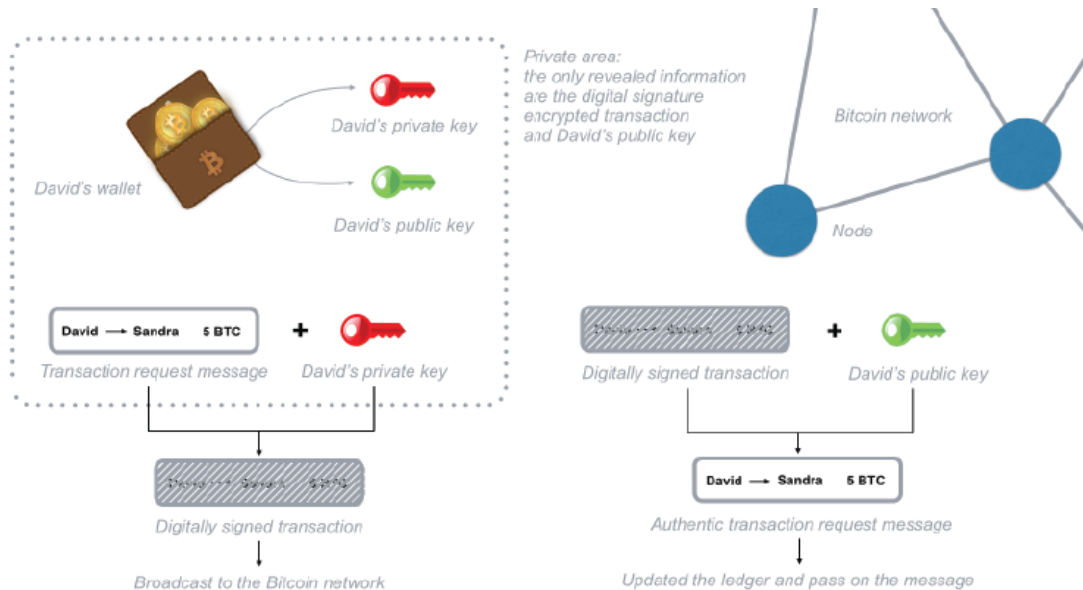 Private area:
the only revealed information
are the digital signature
encrypted transaction
and David's public key
David's private key
David's wallet
David's public key
Bitcoin network
Node
David → Sandra 5 BTC
+
Transaction request message
David's private key
Digitally signed transaction
Broadcast to the Bitcoin network
+
Digitally signed transaction
David's public key
David → Sandra 5 BTC
Authentic transaction request message
Updated the ledger and pass on the message